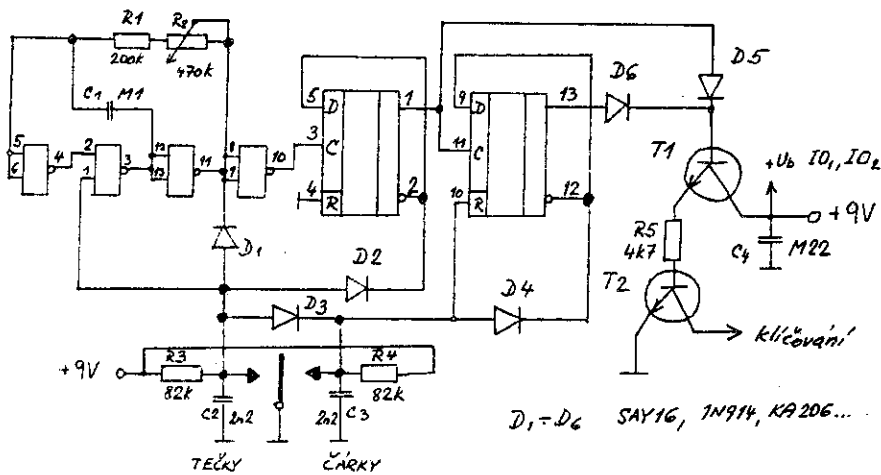 R1
200k
R2
470k
C1
M1
5
6
4
2
1
3
12
13
11
8
9
10
5
D
3
C
4
R
1
2
9
D
11
C
10
R
13
12
D6
D5
T1
+Ub IO1, IO2
+9V
C4
M22
R5
4k7
T2
klíčování
D1
D2
D3
D4
+9V
R3
82k
C2
2n2
R4
82k
C3
2n2
TEČKY
ČÁRKY
D1 ÷ D6 SAY16, 1N914, KA206...